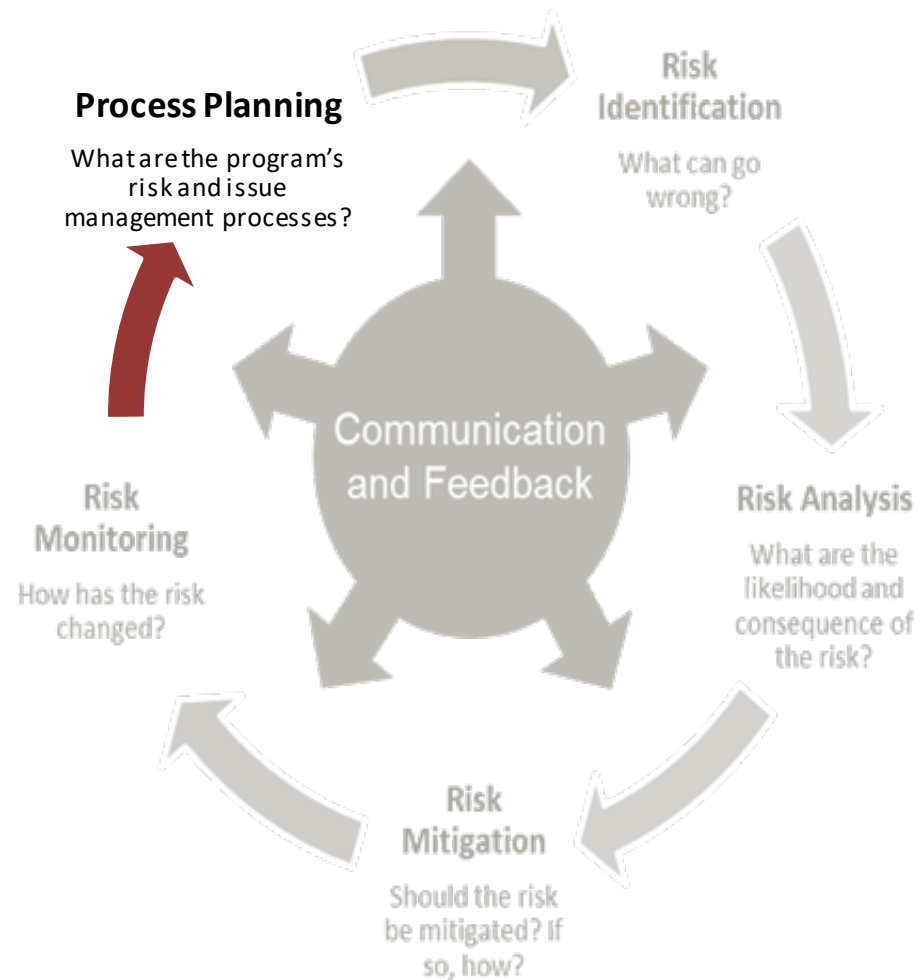 Process Planning
What are the program’s
risk and issue
management processes?
Risk
Identification
What can go
wrong?
Communication
and Feedback
Risk Analysis
What are the
likelihood and
consequence of
the risk?
Risk
Mitigation
Should the risk
be mitigated? If
so, how?
Risk
Monitoring
How has the risk
changed?